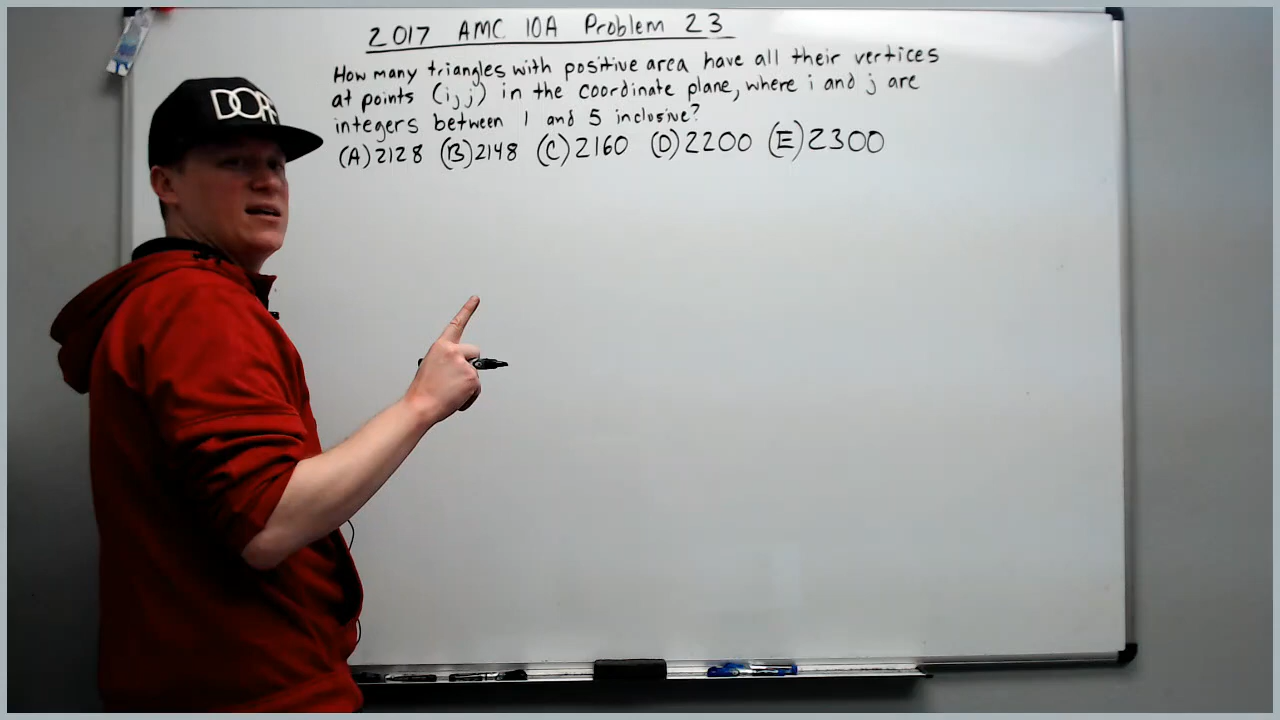 2017 AMC 10A Problem 23
How many triangles with positive area have all their vertices
at points (i,j) in the coordinate plane, where i and j are
integers between 1 and 5 inclusive?
(A) 2128 (B) 2148 (C) 2160 (D) 2200 (E) 2300
DOPE